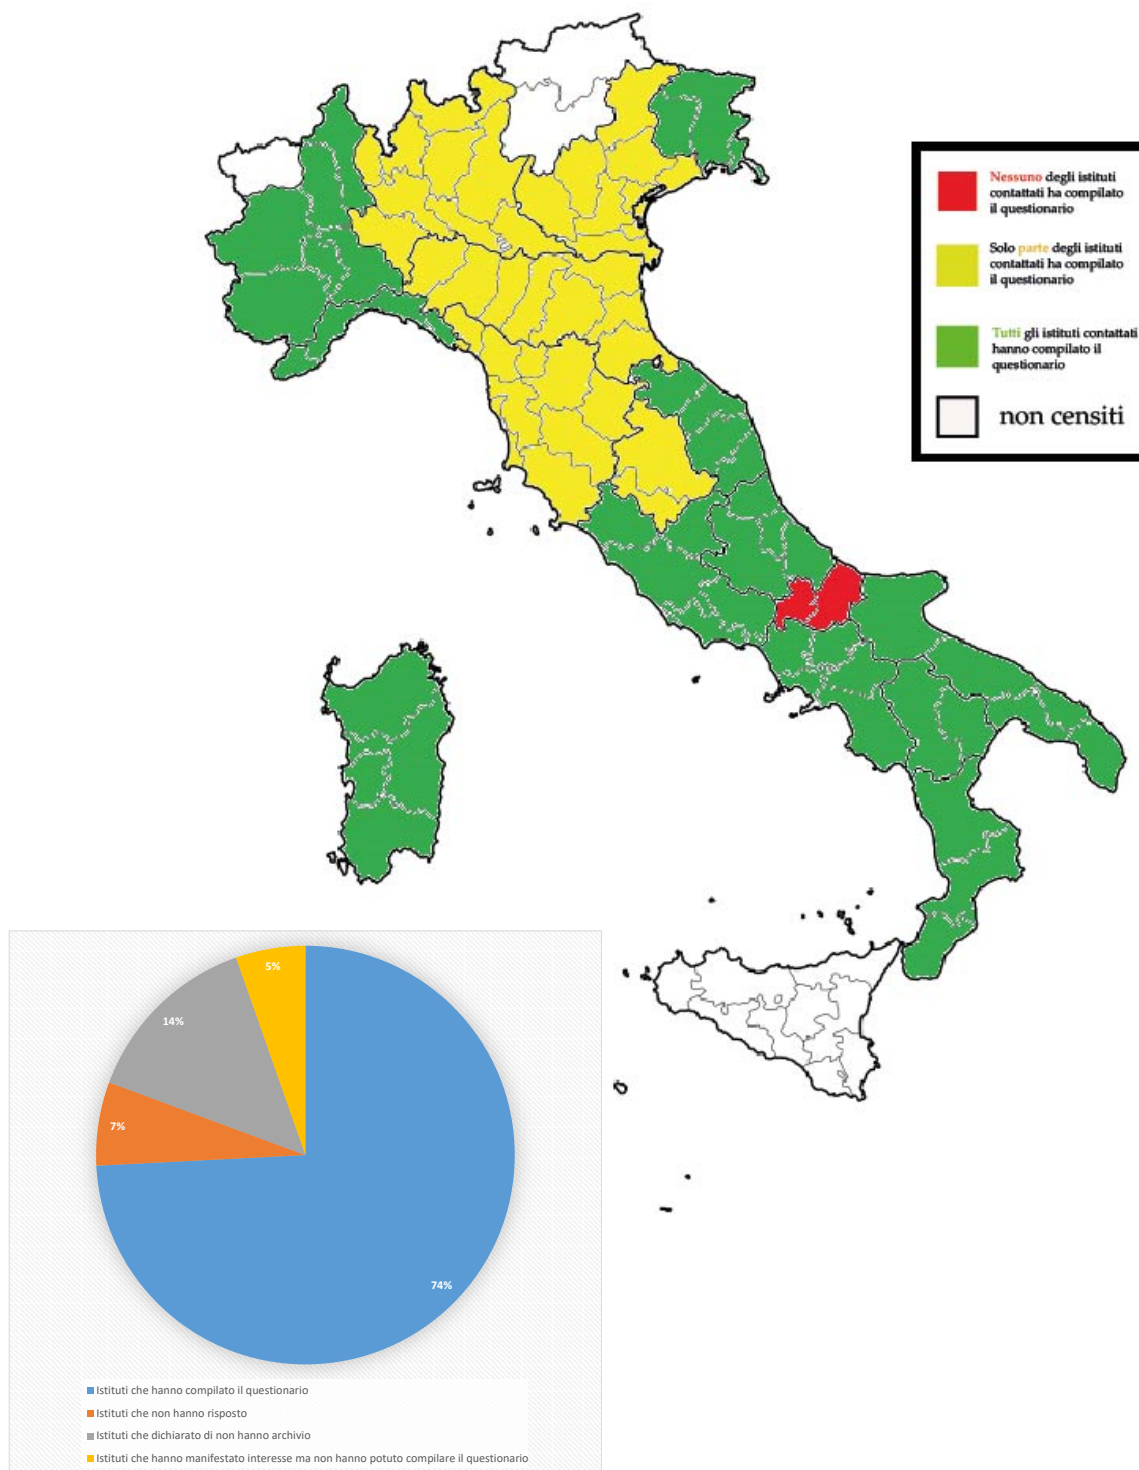 Nessuno degli istituti
contattati ha compilato
il questionario
Solo parte degli istituti
contattati ha compilato
il questionario
Tutti gli istituti contattati
hanno compilato il
questionario
non censiti
5%
14%
7%
74%
Istituti che hanno compilato il questionario
Istituti che non hanno risposto
Istituti che dichiarato di non hanno archivio
Istituti che hanno manifestato interesse ma non hanno potuto compilare il questionario